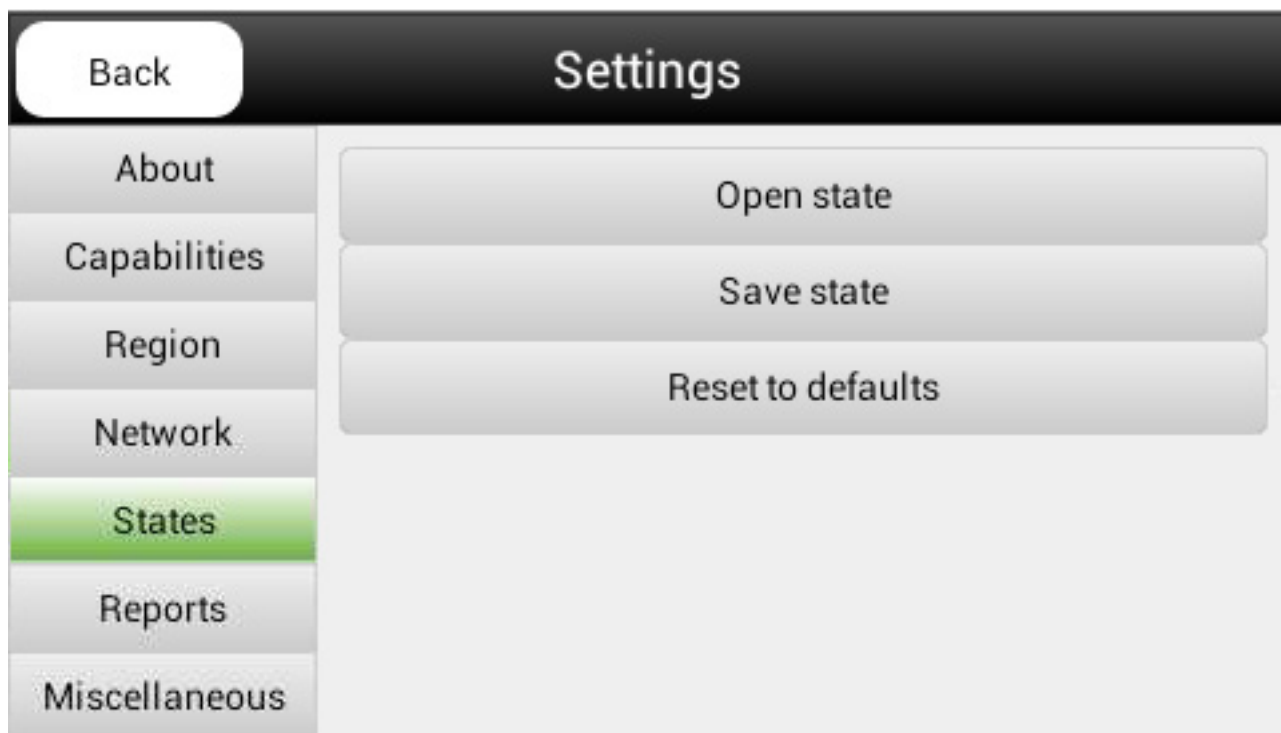 Back
Settings
About
Capabilities
Region
Network
States
Reports
Miscellaneous
Open state
Save state
Reset to defaults